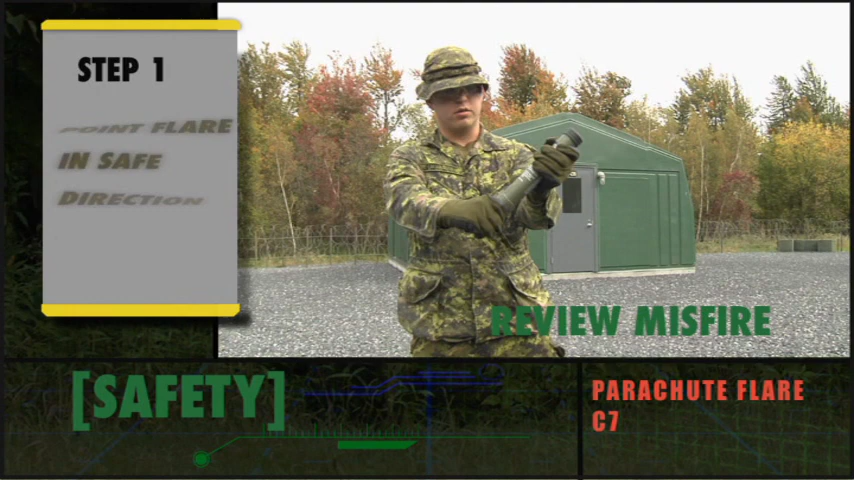 STEP 1
POINT FLARE
IN SAFE
DIRECTION
REVIEW MISFIRE
[SAFETY]
PARACHUTE FLARE
C7